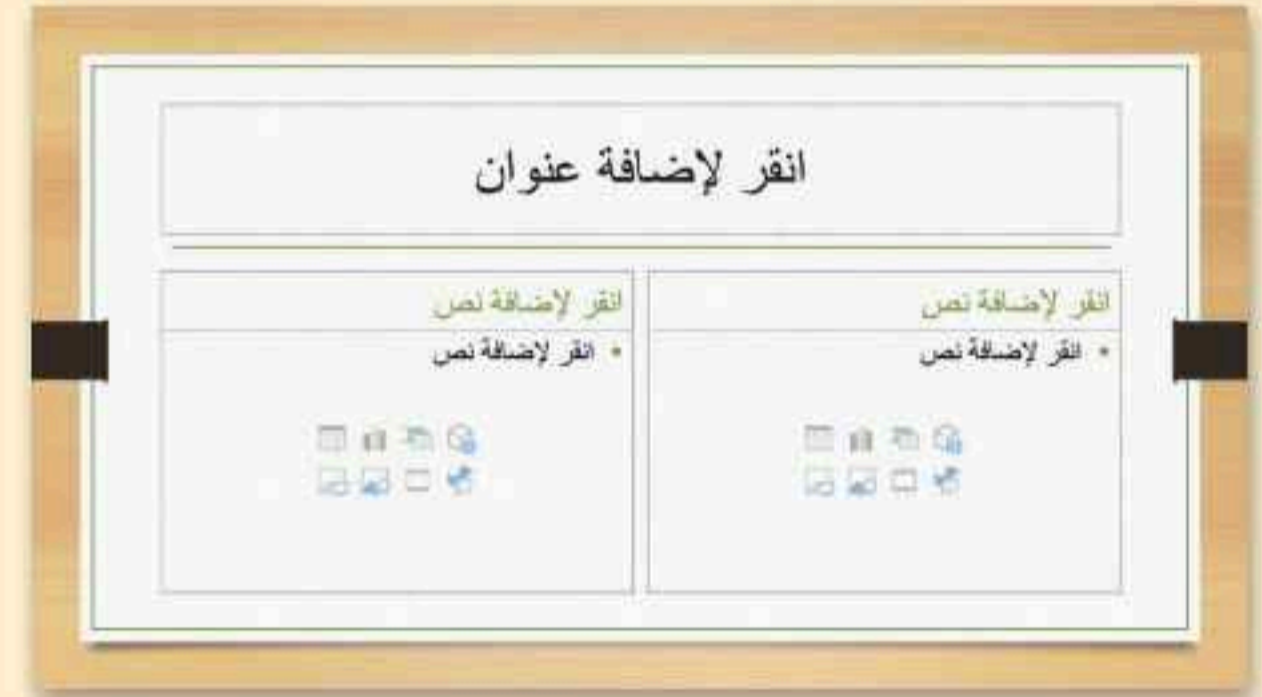 انقر لإضافة عنوان
انقر لإضافة نص
• انقر لإضافة نص
انقر لإضافة نص
• انقر لإضافة نص